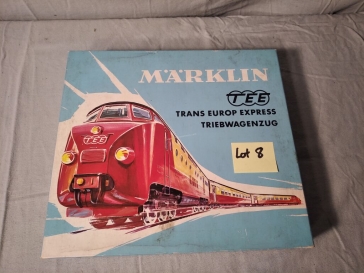 MÄRKLIN
TEE
TRANS EUROP EXPRESS
TRIEBWAGENZUG
Lot 8
TEE